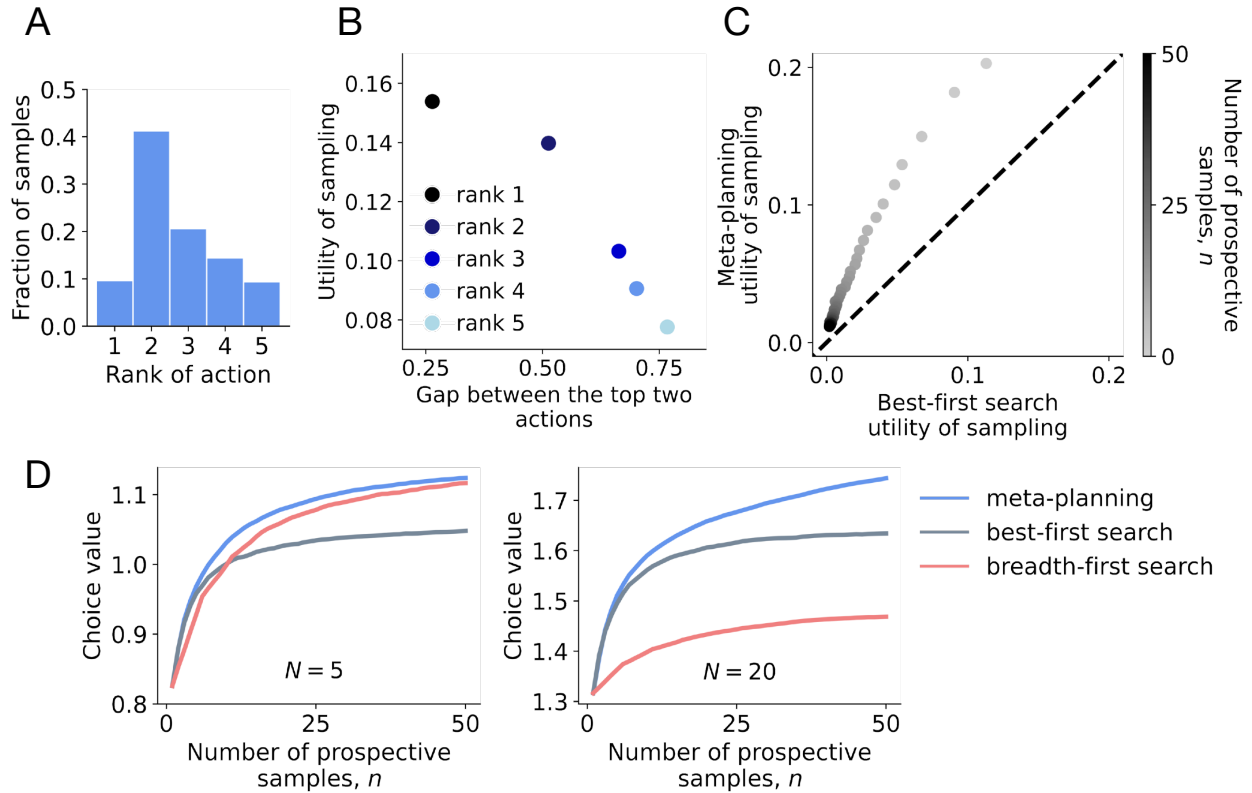 A
Fraction of samples
0.5
0.4
0.3
0.2
0.1
0.0
1 2 3 4 5
Rank of action
B
Utility of sampling
0.16
0.14
0.12
0.10
0.08
rank 1
rank 2
rank 3
rank 4
rank 5
0.25 0.50 0.75
Gap between the top two
actions
C
Meta-planning
utility of sampling
0.2
0.1
0.0
0.0 0.1 0.2
Best-first search
utility of sampling
50
25
0
Number of prospective
samples, n
D
Choice value
1.1
1.0
0.9
0.8
N = 5
0 25 50
Number of prospective
samples, n
Choice value
1.7
1.6
1.5
1.4
1.3
N = 20
0 25 50
Number of prospective
samples, n
meta-planning
best-first search
breadth-first search